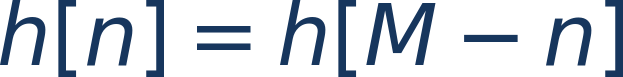 h[n] = h[M − n]